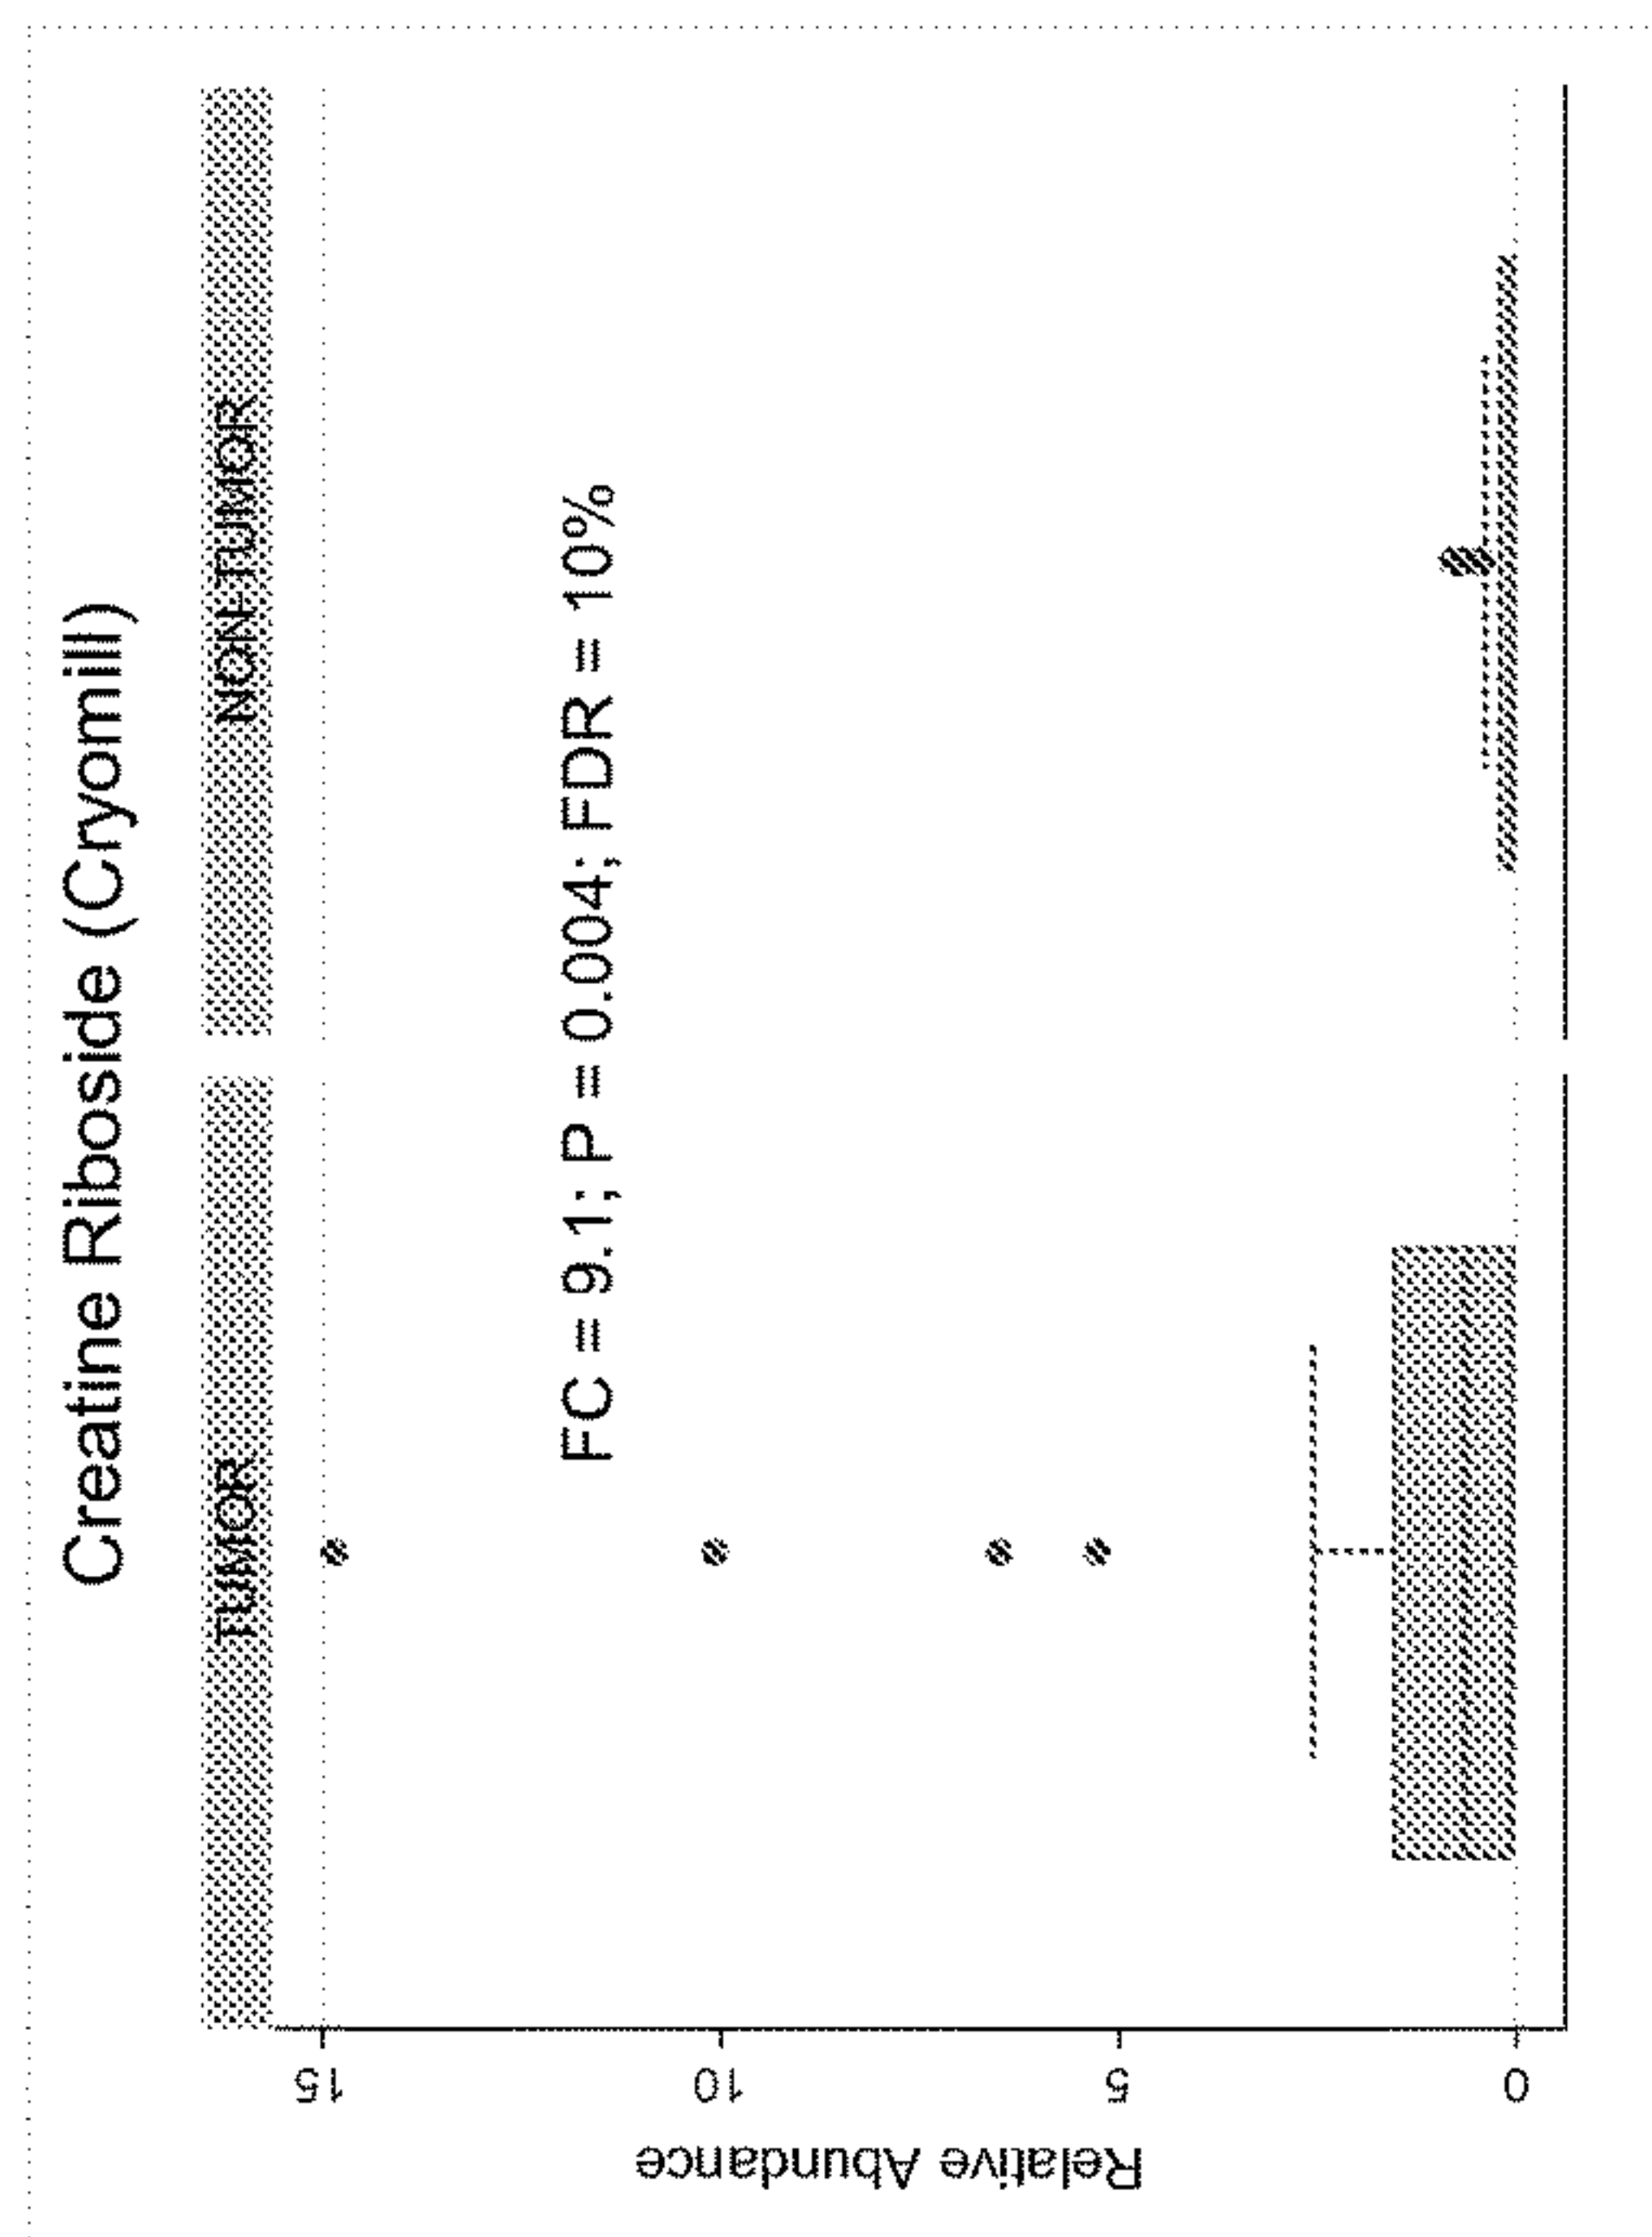 Creatine Riboside (Cryomill)
TUMOR
NON-TUMOR
FC = 9.1; P = 0.004; FDR = 10%
15
10
5
0
Relative Abundance